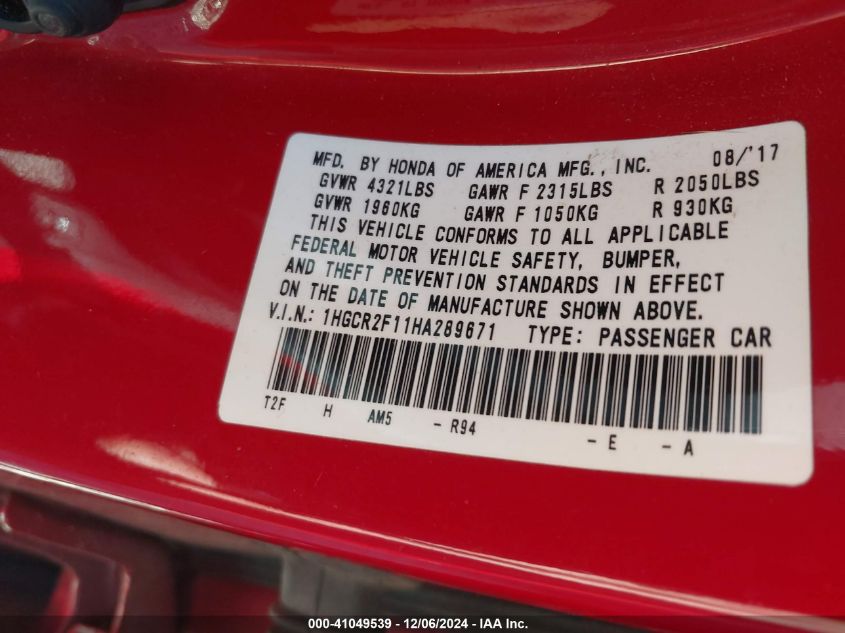 MFD. BY HONDA OF AMERICA MFG., INC. 08/'17
GVWR 4321LBS GAWR F 2315LBS R 2050LBS
GVWR 1960KG GAWR F 1050KG R 930KG
THIS VEHICLE CONFORMS TO ALL APPLICABLE
FEDERAL MOTOR VEHICLE SAFETY, BUMPER,
AND THEFT PREVENTION STANDARDS IN EFFECT
ON THE DATE OF MANUFACTURE SHOWN ABOVE.
V.I.N.: 1HGCR2F11HA289671 TYPE: PASSENGER CAR
T2F H AM5 - R94 - E - A
000-41049539 - 12/06/2024 - IAA Inc.